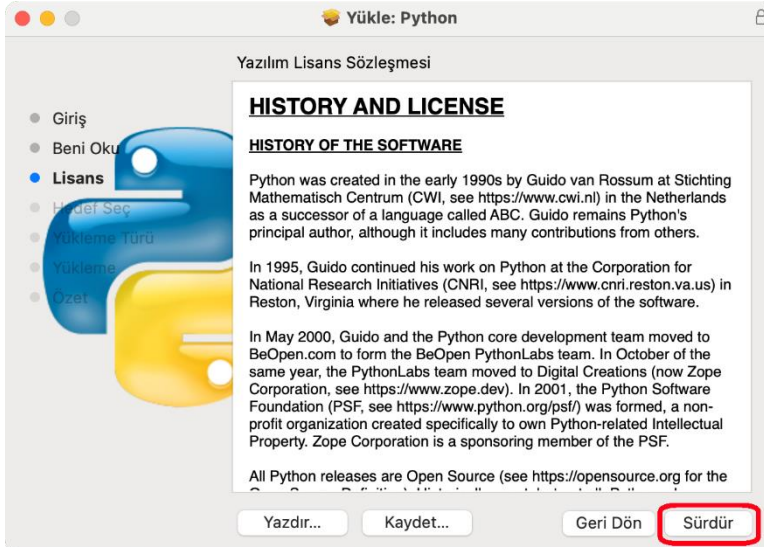 Yükle: Python
Yazılım Lisans Sözleşmesi
Giriş
Beni Oku
Lisans
Hedef Seç
Yükleme Türü
Yükleme
Özet
HISTORY AND LICENSE
HISTORY OF THE SOFTWARE
Python was created in the early 1990s by Guido van Rossum at Stichting
Mathematisch Centrum (CWI, see https://www.cwi.nl) in the Netherlands
as a successor of a language called ABC. Guido remains Python's
principal author, although it includes many contributions from others.
In 1995, Guido continued his work on Python at the Corporation for
National Research Initiatives (CNRI, see https://www.cnri.reston.va.us) in
Reston, Virginia where he released several versions of the software.
In May 2000, Guido and the Python core development team moved to
BeOpen.com to form the BeOpen PythonLabs team. In October of the
same year, the PythonLabs team moved to Digital Creations (now Zope
Corporation, see https://www.zope.dev). In 2001, the Python Software
Foundation (PSF, see https://www.python.org/psf/) was formed, a non-
profit organization created specifically to own Python-related Intellectual
Property. Zope Corporation is a sponsoring member of the PSF.
All Python releases are Open Source (see https://opensource.org for the
Yazdır...
Kaydet...
Geri Dön
Sürdür